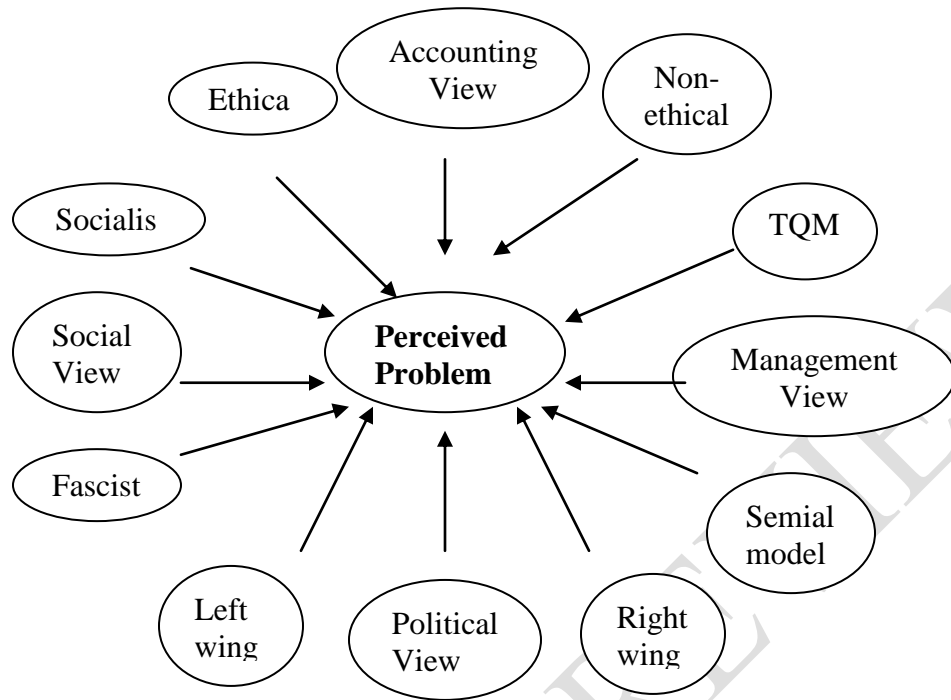 Accounting
View
Ethica
Non-
ethical
Socialis
TQM
Social
View
Perceived
Problem
Management
View
Fascist
Semial
model
Left
wing
Political
View
Right
wing